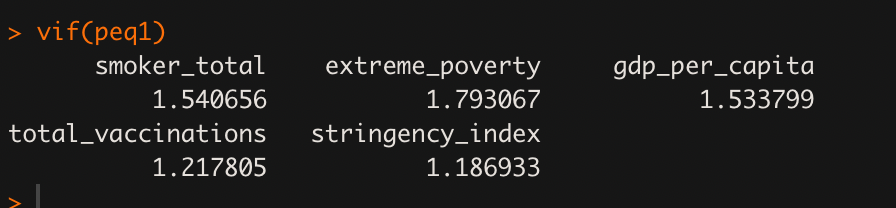 > vif(peq1)
smoker_total extreme_poverty gdp_per_capita
1.540656 1.793067 1.533799
total_vaccinations stringency_index
1.217805 1.186933
>